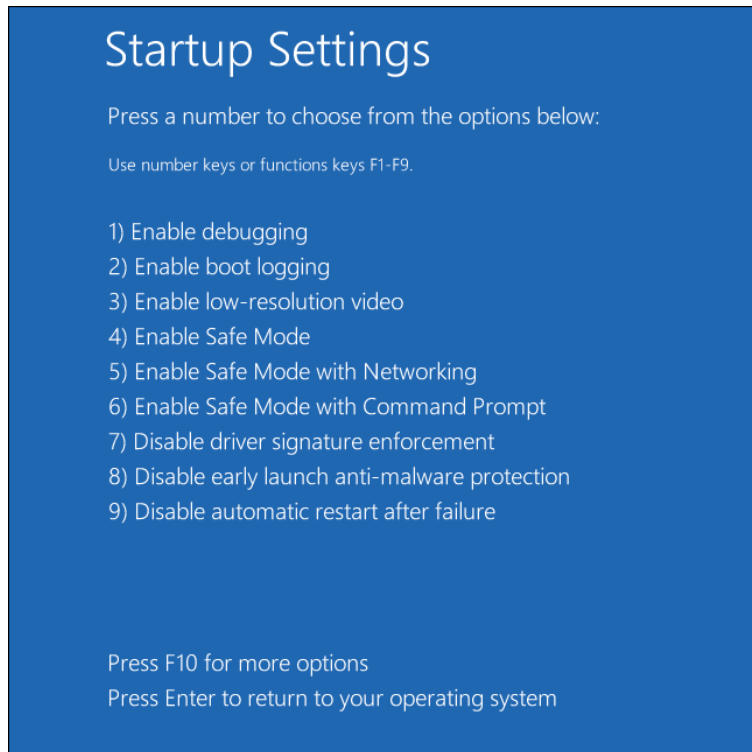 Startup Settings
Press a number to choose from the options below:
Use number keys or functions keys F1-F9.
1) Enable debugging
2) Enable boot logging
3) Enable low-resolution video
4) Enable Safe Mode
5) Enable Safe Mode with Networking
6) Enable Safe Mode with Command Prompt
7) Disable driver signature enforcement
8) Disable early launch anti-malware protection
9) Disable automatic restart after failure
Press F10 for more options
Press Enter to return to your operating system